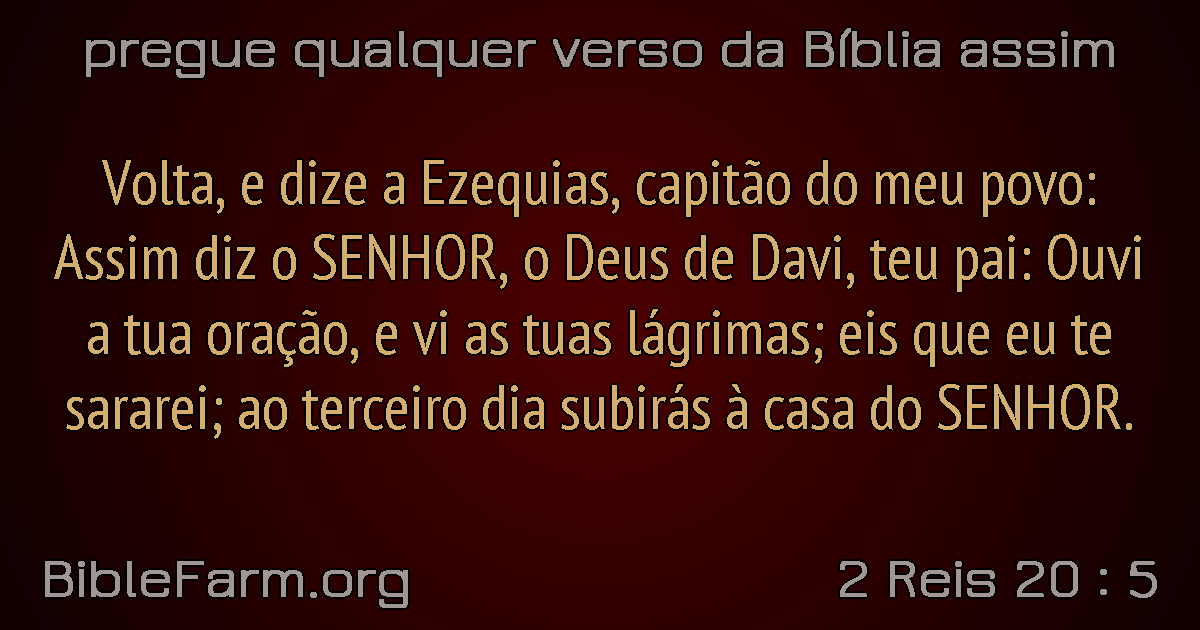 pregue qualquer verso da Bíblia assim
Volta, e dize a Ezequias, capitão do meu povo:
Assim diz o SENHOR, o Deus de Davi, teu pai: Ouvi
a tua oração, e vi as tuas lágrimas; eis que eu te
sararei; ao terceiro dia subirás à casa do SENHOR.
BibleFarm.org
2 Reis 20 : 5